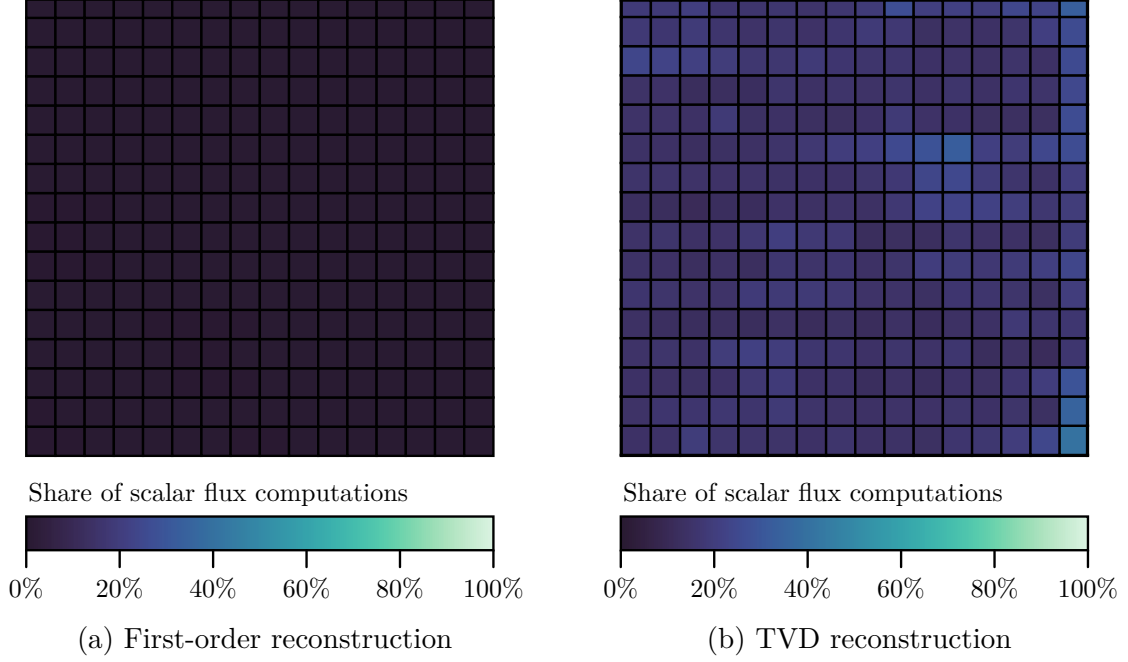 Share of scalar flux computations
0% 20% 40% 60% 80% 100%
(a) First-order reconstruction
Share of scalar flux computations
0% 20% 40% 60% 80% 100%
(b) TVD reconstruction